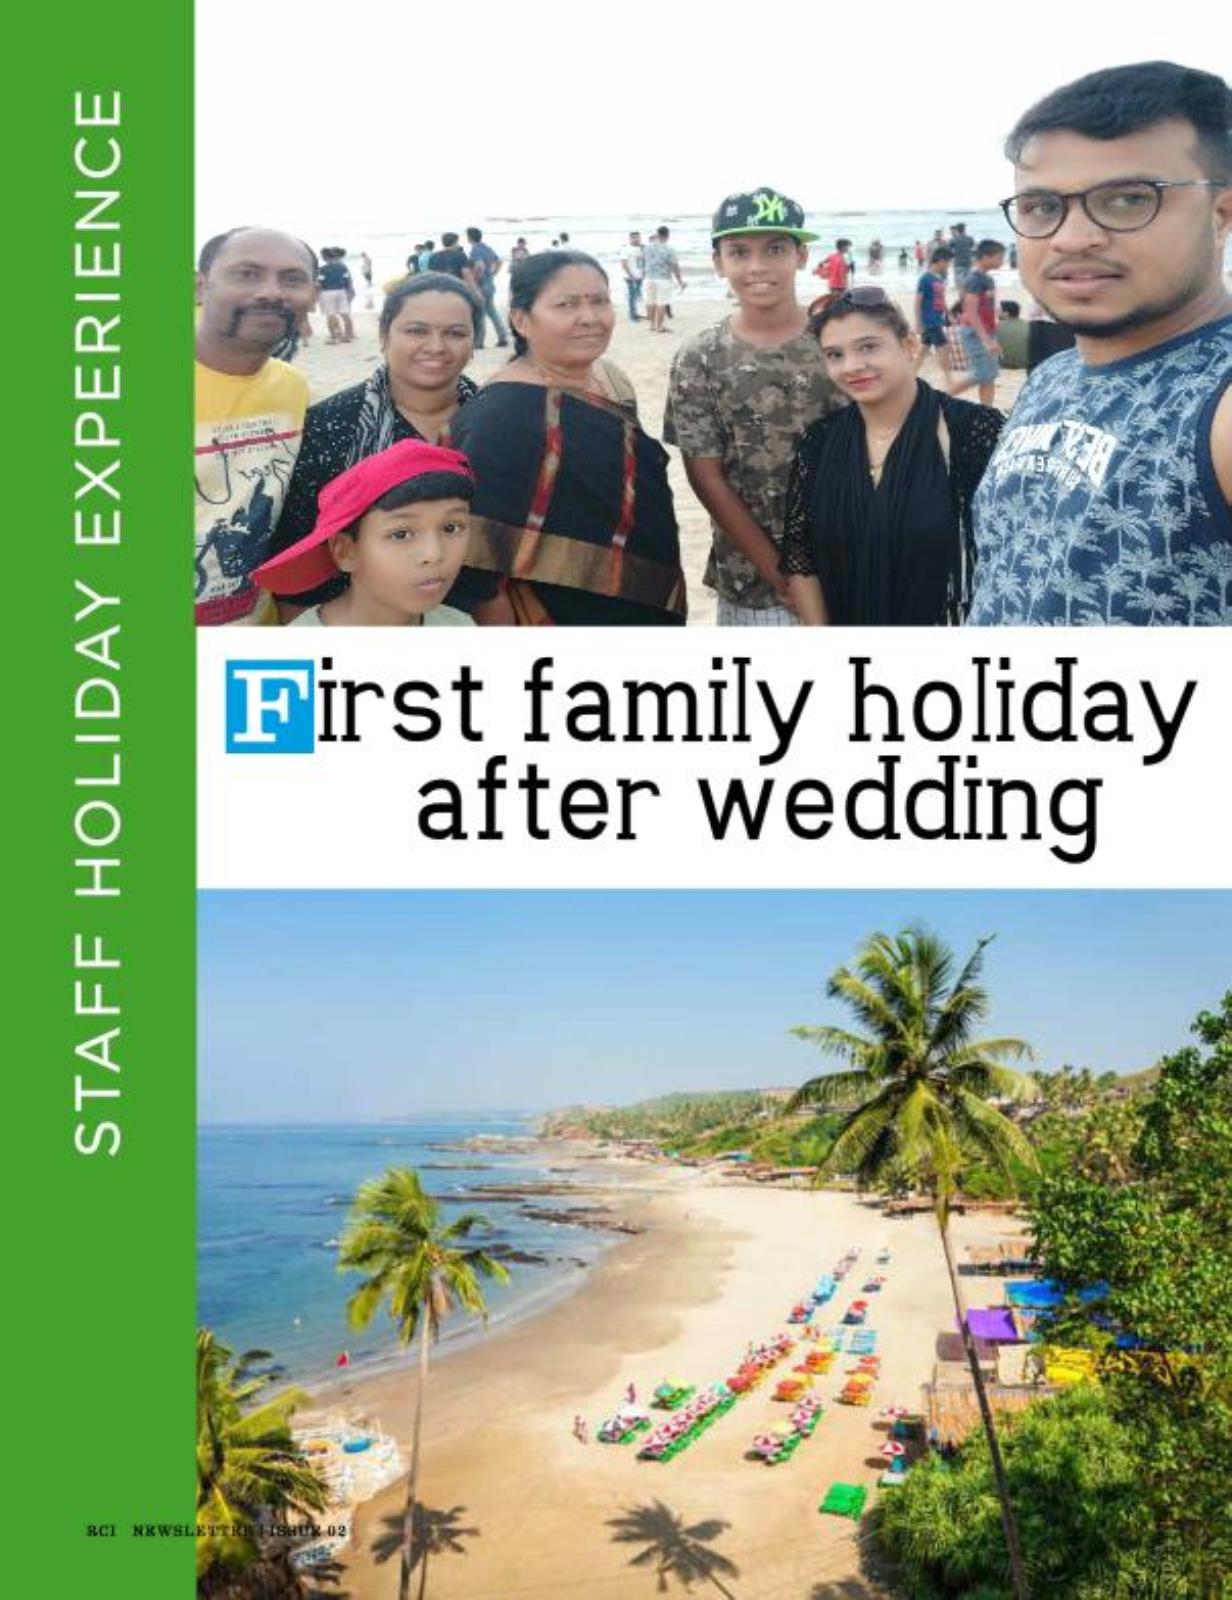 STAFF HOLIDAY EXPERIENCE
First family holiday
after wedding
RCI NEWSLETTER | ISSUE 02